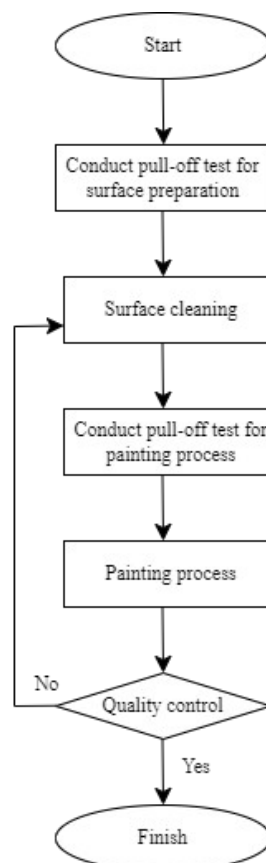 Start
Conduct pull-off test for
surface preparation
Surface cleaning
Conduct pull-off test for
painting process
Painting process
No
Quality control
Yes
Finish